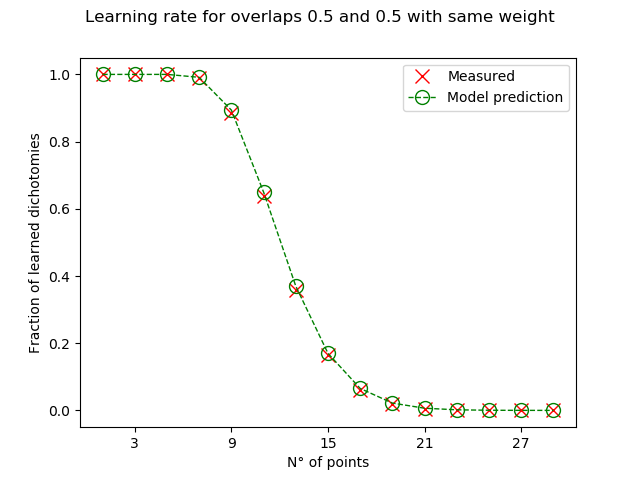 Learning rate for overlaps 0.5 and 0.5 with same weight
Measured
Model prediction
Fraction of learned dichotomies
1.0
0.8
0.6
0.4
0.2
0.0
3 9 15 21 27
N° of points